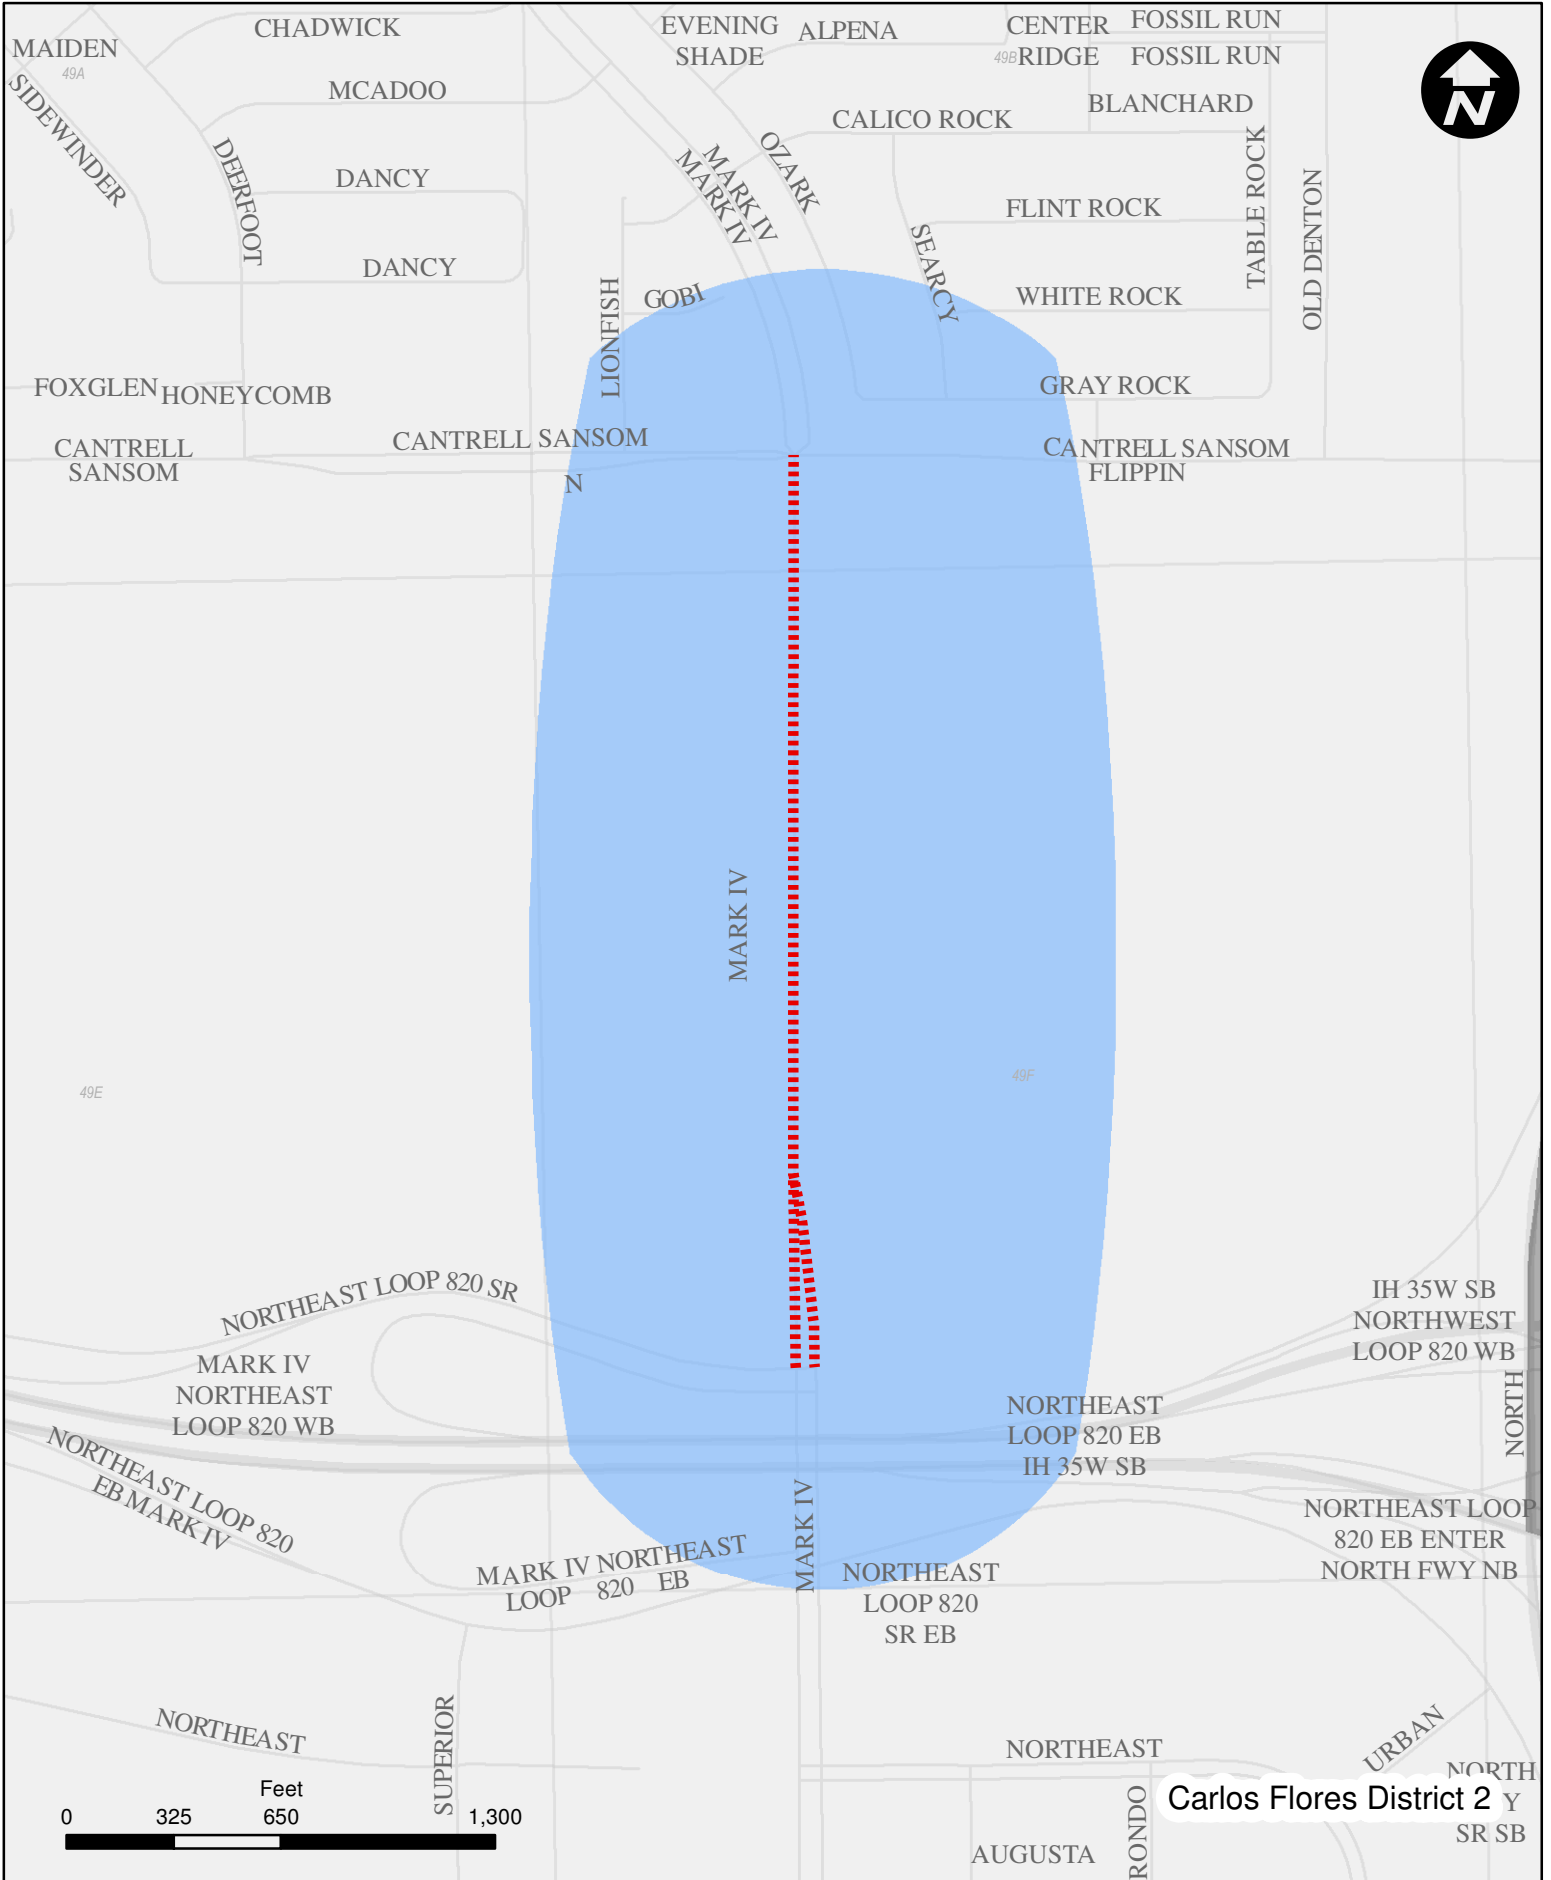 CHADWICK
EVENING
SHADE
ALPENA
CENTER
RIDGE
FOSSIL RUN
FOSSIL RUN
MAIDEN
49A
49B
SIDEWINDER
MCADOO
BLANCHARD
N
CALICO ROCK
DEERFOOT
DANCY
MARK IV
MARK IV
OZARK
TABLE ROCK
OLD DENTON
FLINT ROCK
SEARCY
DANCY
GOBI
LIONFISH
WHITE ROCK
FOXGLEN
HONEYCOMB
GRAY ROCK
CANTRELL
SANSOM
CANTRELL SANSOM
CANTRELL SANSOM
FLIPPIN
N
MARK IV
49E
49F
NORTHEAST LOOP 820 SR
IH 35W SB
NORTHWEST
LOOP 820 WB
MARK IV
NORTHEAST
LOOP 820 WB
NORTHEAST
LOOP 820 EB
IH 35W SB
NORTH
NORTHEAST LOOP 820
EB MARK IV
MARK IV
NORTHEAST LOOP
820 EB ENTER
NORTH FWY NB
MARK IV NORTHEAST
LOOP 820 EB
NORTHEAST
LOOP 820
SR EB
NORTHEAST
SUPERIOR
NORTHEAST
URBAN
NORTH
Y
SR SB
RONDO
Carlos Flores District 2
AUGUSTA
Feet
0 325 650 1,300